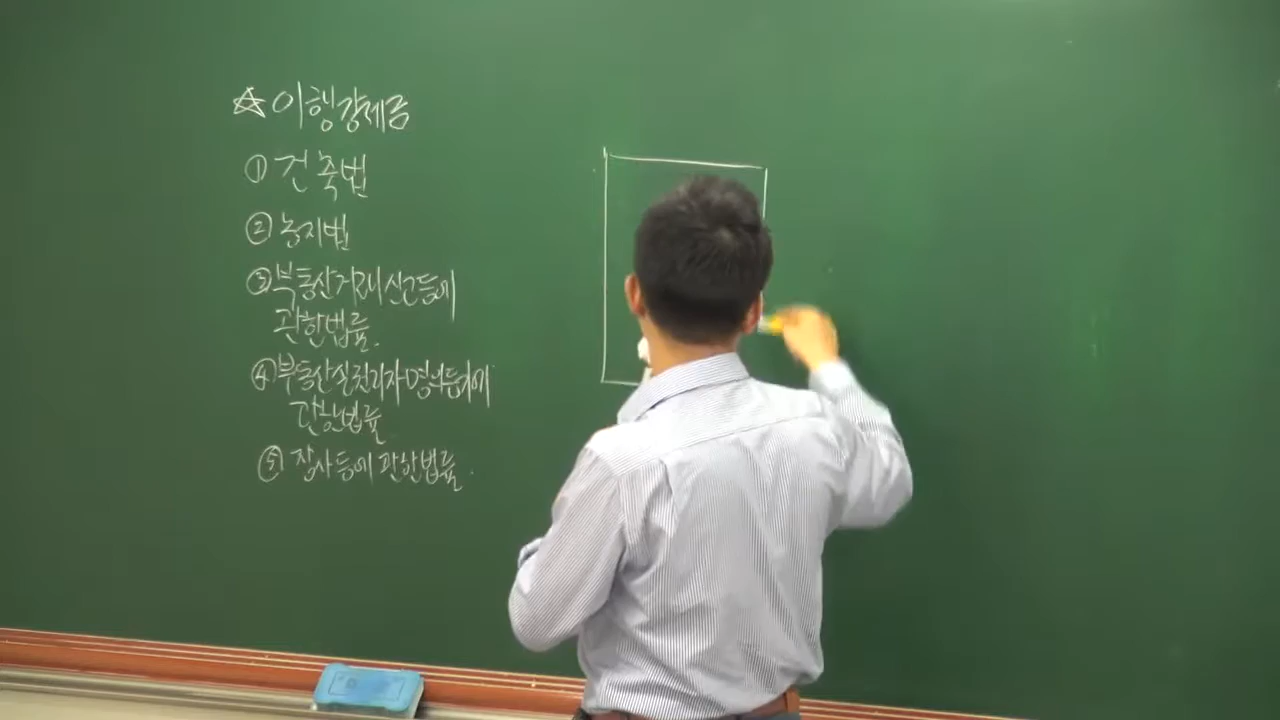 ☆ 이행강제금
① 건축법
② 농지법
③ 부동산거래신고등에
관한법률.
④ 부동산실권리자명의등기에
관한법률
⑤ 장사등에 관한법률.